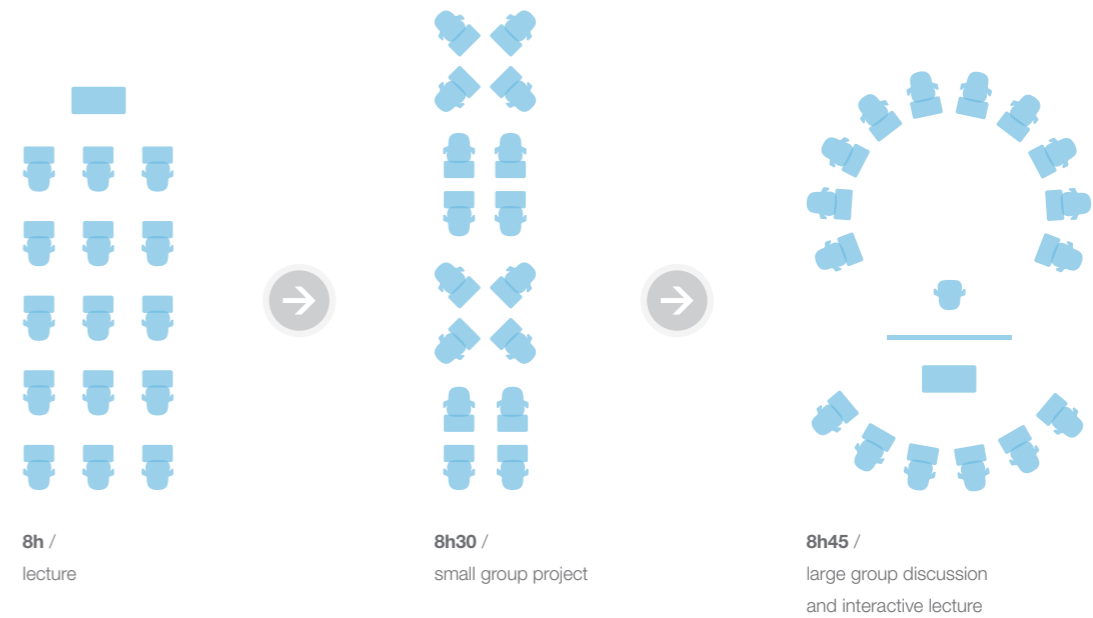 8h /
lecture
8h30 /
small group project
8h45 /
large group discussion
and interactive lecture